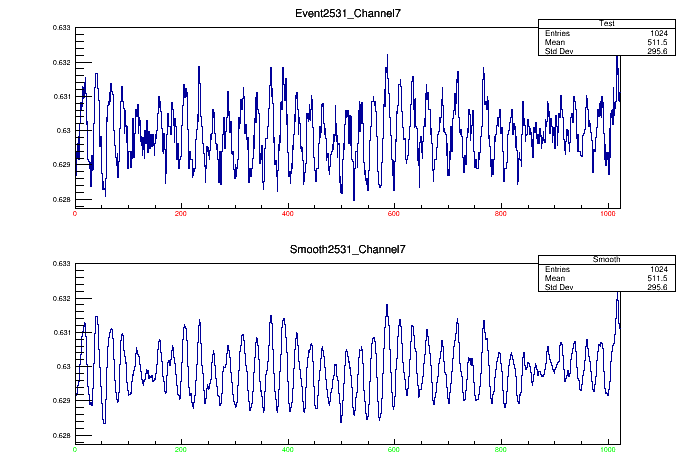 Event2531_Channel7
Test
Entries 1024
Mean 511.5
Std Dev 295.6
0.633
0.632
0.631
0.63
0.629
0.628
0 200 400 600 800 1000
Smooth2531_Channel7
Smooth
Entries 1024
Mean 511.5
Std Dev 295.6
0.633
0.632
0.631
0.63
0.629
0.628
0 200 400 600 800 1000